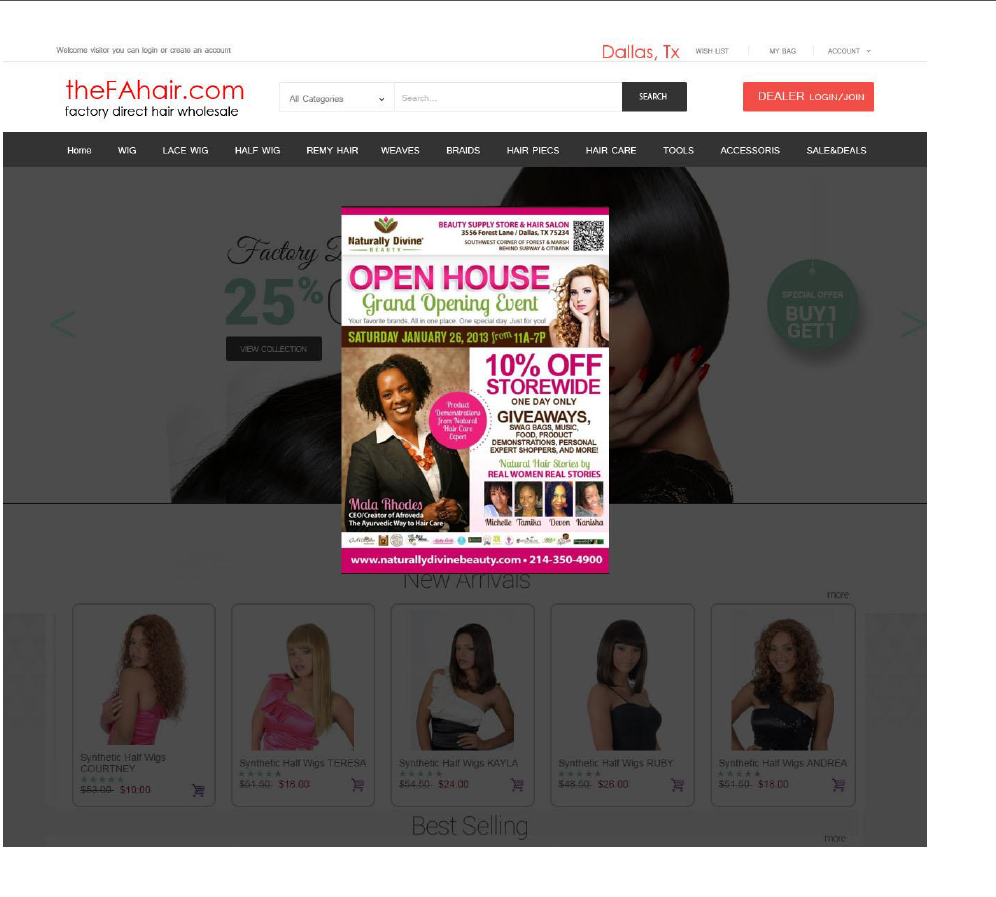 Welcome visitor you can login or create an account
Dallas, Tx
WISH LIST
MY BAG
ACCOUNT
theFAhair.com
factory direct hair wholesale
All Categories
Search...
SEARCH
DEALER LOGIN/JOIN
Home WIG LACE WIG HALF WIG REMY HAIR WEAVES BRAIDS HAIR PIECS HAIR CARE TOOLS ACCESSORIS SALE&DEALS
Factory
25%
VIEW COLLECTION
SPECIAL OFFER
BUY1
GET1
Naturally Divine
BEAUTY
BEAUTY SUPPLY STORE & HAIR SALON
3556 Forest Lane / Dallas, TX 75234
SOUTHWEST CORNER OF FOREST & MARSH
BEHIND SUBWAY & CITIBANK
OPEN HOUSE
Grand Opening Event
Your favorite brands. All in one place. One special day. Just for you!
SATURDAY JANUARY 26, 2013 from 11A-7P
10% OFF
STOREWIDE
ONE DAY ONLY
GIVEAWAYS,
SWAG BAGS, MUSIC,
FOOD, PRODUCT
DEMONSTRATIONS, PERSONAL
EXPERT SHOPPERS, AND MORE!
Product
Demonstrations
from Natural
Hair Care
Expert
Natural Hair Stories by
REAL WOMEN REAL STORIES
Michelle Tamika Devon Kanisha
Mala Rhodes
CEO/Creator of Afroveda
The Ayurvedic Way to Hair Care
www.naturallydivinebeauty.com • 214-350-4900
New Arrivals
more
Synthetic Half Wigs
COURTNEY
$53.00 $10.00
Synthetic Half Wigs TERESA
$51.50 $16.00
Synthetic Half Wigs KAYLA
$54.50 $24.00
Synthetic Half Wigs RUBY
$48.50 $26.00
Synthetic Half Wigs ANDREA
$51.50 $18.00
Best Selling
more